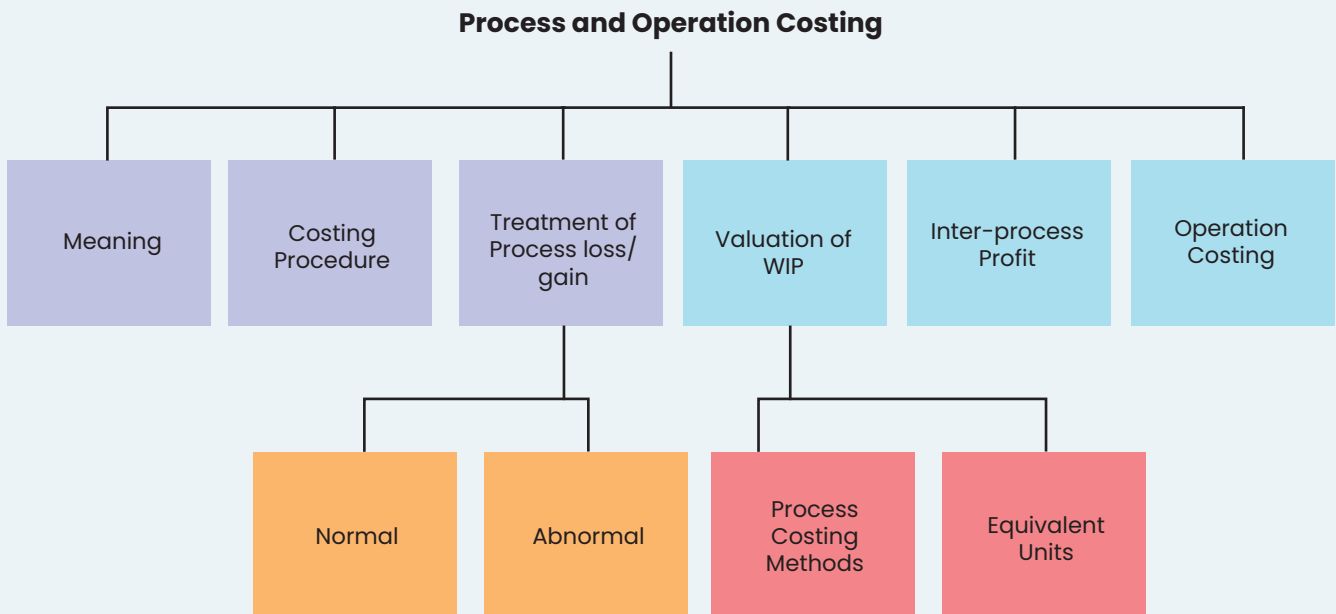 Process and Operation Costing
Meaning
Costing
Procedure
Treatment of
Process loss/
gain
Valuation of
WIP
Inter-process
Profit
Operation
Costing
Normal
Abnormal
Process
Costing
Methods
Equivalent
Units